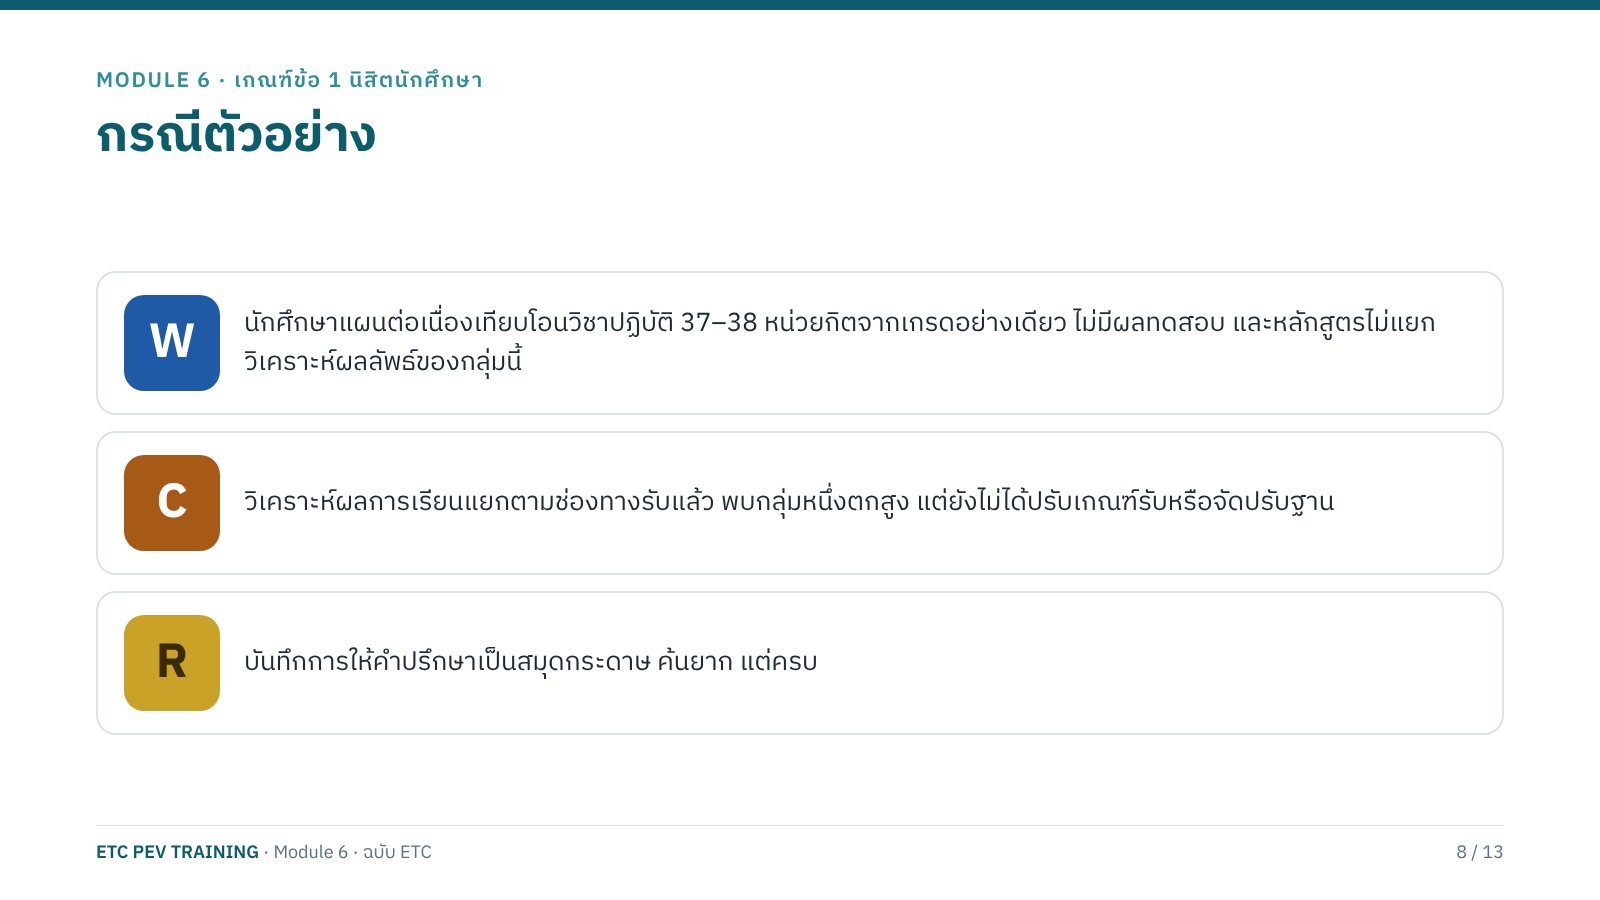 MODULE 6 · เกณฑ์ข้อ 1 นิสิตนักศึกษา
กรณีตัวอย่าง
W
นักศึกษาแผนต่อเนื่องเทียบโอนวิชาปฏิบัติ 37–38 หน่วยกิตจากเกรดอย่างเดียว ไม่มีผลทดสอบ และหลักสูตรไม่แยก
วิเคราะห์ผลลัพธ์ของกลุ่มนี้
C
วิเคราะห์ผลการเรียนแยกตามช่องทางรับแล้ว พบกลุ่มหนึ่งตกสูง แต่ยังไม่ได้ปรับเกณฑ์รับหรือจัดปรับฐาน
R
บันทึกการให้คำปรึกษาเป็นสมุดกระดาษ ค้นยาก แต่ครบ
ETC PEV TRAINING · Module 6 · ฉบับ ETC
8 / 13